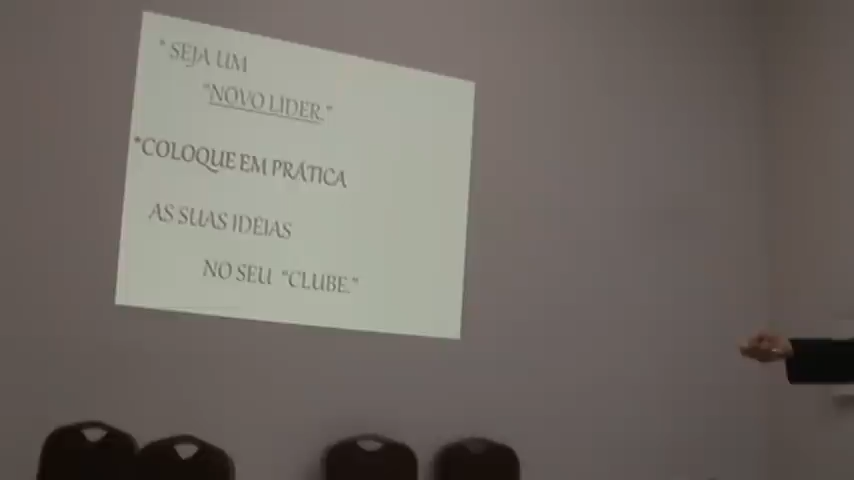 * SEJA UM
"NOVO LIDER."
*COLOQUE EM PRÁTICA
AS SUAS IDÉIAS
NO SEU "CLUBE."